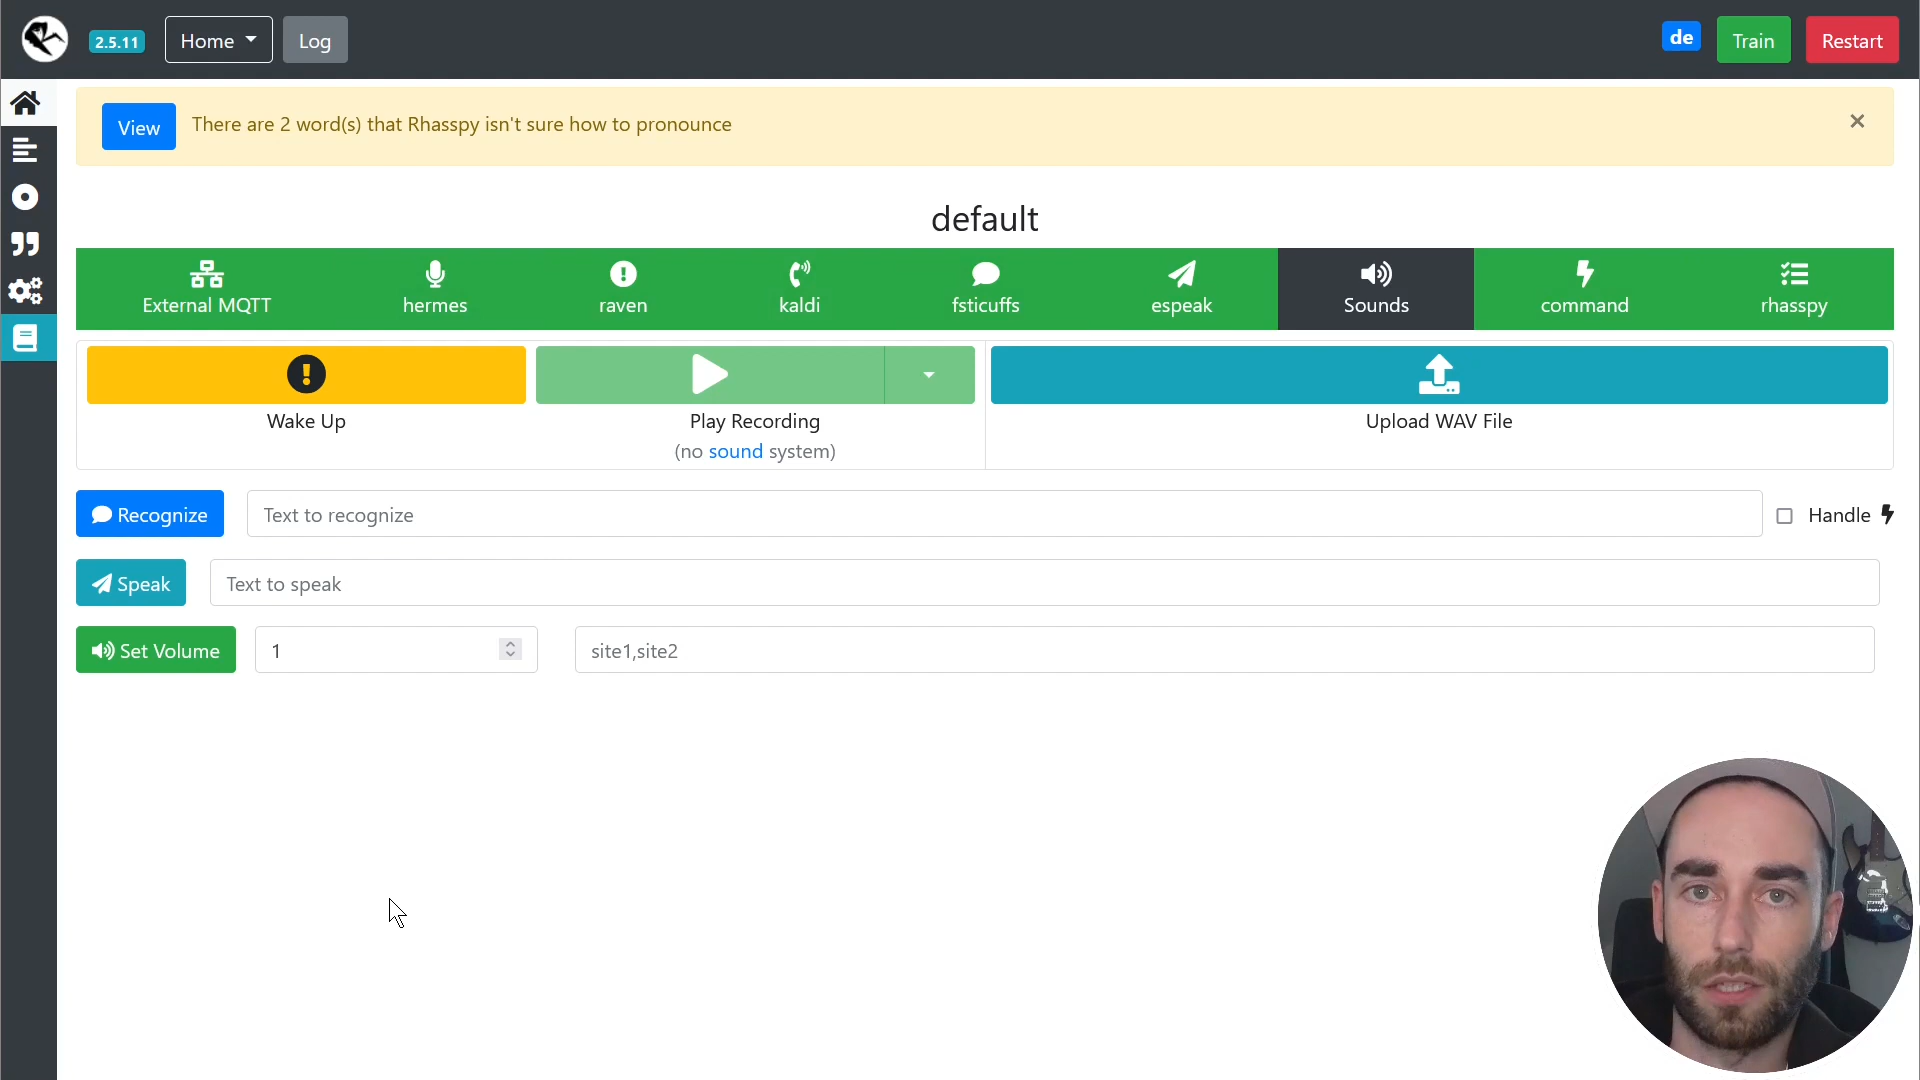 2.5.11
Home
Log
de
Train
Restart
View
There are 2 word(s) that Rhasspy isn't sure how to pronounce
×
default
External MQTT
hermes
raven
kaldi
fsticuffs
espeak
Sounds
command
rhasspy
Wake Up
Play Recording
(no sound system)
Upload WAV File
Recognize
Text to recognize
Handle
Speak
Text to speak
Set Volume
1
site1,site2